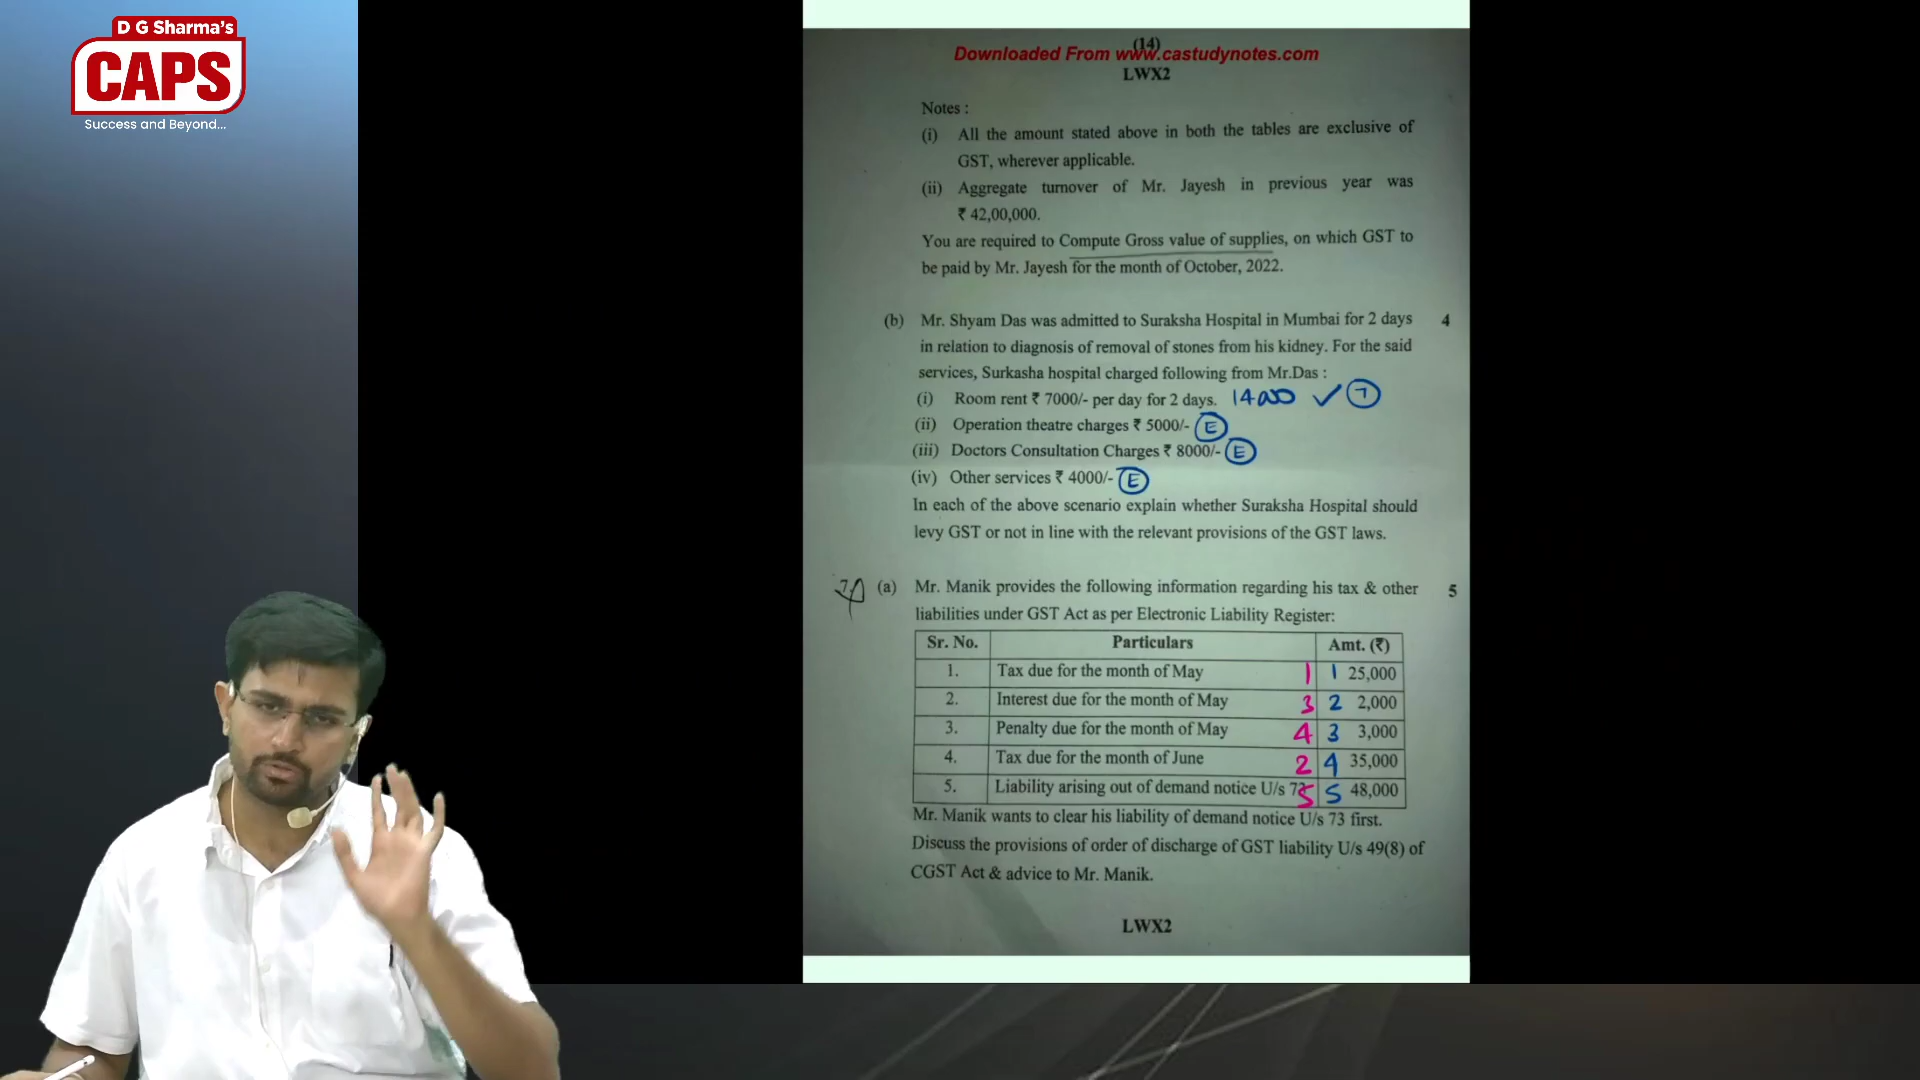 D G Sharma's
CAPS
Success and Beyond...
(14)
Downloaded From www.castudynotes.com
LWX2
Notes :
(i) All the amount stated above in both the tables are exclusive of
GST, wherever applicable.
(ii) Aggregate turnover of Mr. Jayesh in previous year was
₹ 42,00,000.
You are required to Compute Gross value of supplies, on which GST to
be paid by Mr. Jayesh for the month of October, 2022.
(b) Mr. Shyam Das was admitted to Suraksha Hospital in Mumbai for 2 days 4
in relation to diagnosis of removal of stones from his kidney. For the said
services, Surkasha hospital charged following from Mr.Das :
(i) Room rent ₹ 7000/- per day for 2 days. 14000 ✓ T
(ii) Operation theatre charges ₹ 5000/- E
(iii) Doctors Consultation Charges ₹ 8000/- E
(iv) Other services ₹ 4000/- E
In each of the above scenario explain whether Suraksha Hospital should
levy GST or not in line with the relevant provisions of the GST laws.
7. (a) Mr. Manik provides the following information regarding his tax & other 5
liabilities under GST Act as per Electronic Liability Register:
Sr. No. Particulars Amt. (₹)
1. Tax due for the month of May 1 1 25,000
2. Interest due for the month of May 3 2 2,000
3. Penalty due for the month of May 4 3 3,000
4. Tax due for the month of June 2 4 35,000
5. Liability arising out of demand notice U/s 73 5 5 48,000
Mr. Manik wants to clear his liability of demand notice U/s 73 first.
Discuss the provisions of order of discharge of GST liability U/s 49(8) of
CGST Act & advice to Mr. Manik.
LWX2